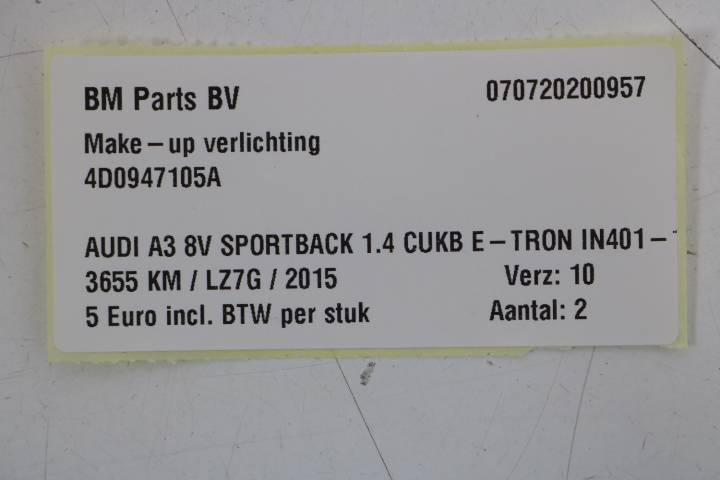 BM Parts BV 070720200957
Make-up verlichting
4D0947105A
AUDI A3 8V SPORTBACK 1.4 CUKB E-TRON IN401-
3655 KM / LZ7G / 2015 Verz: 10
5 Euro incl. BTW per stuk Aantal: 2